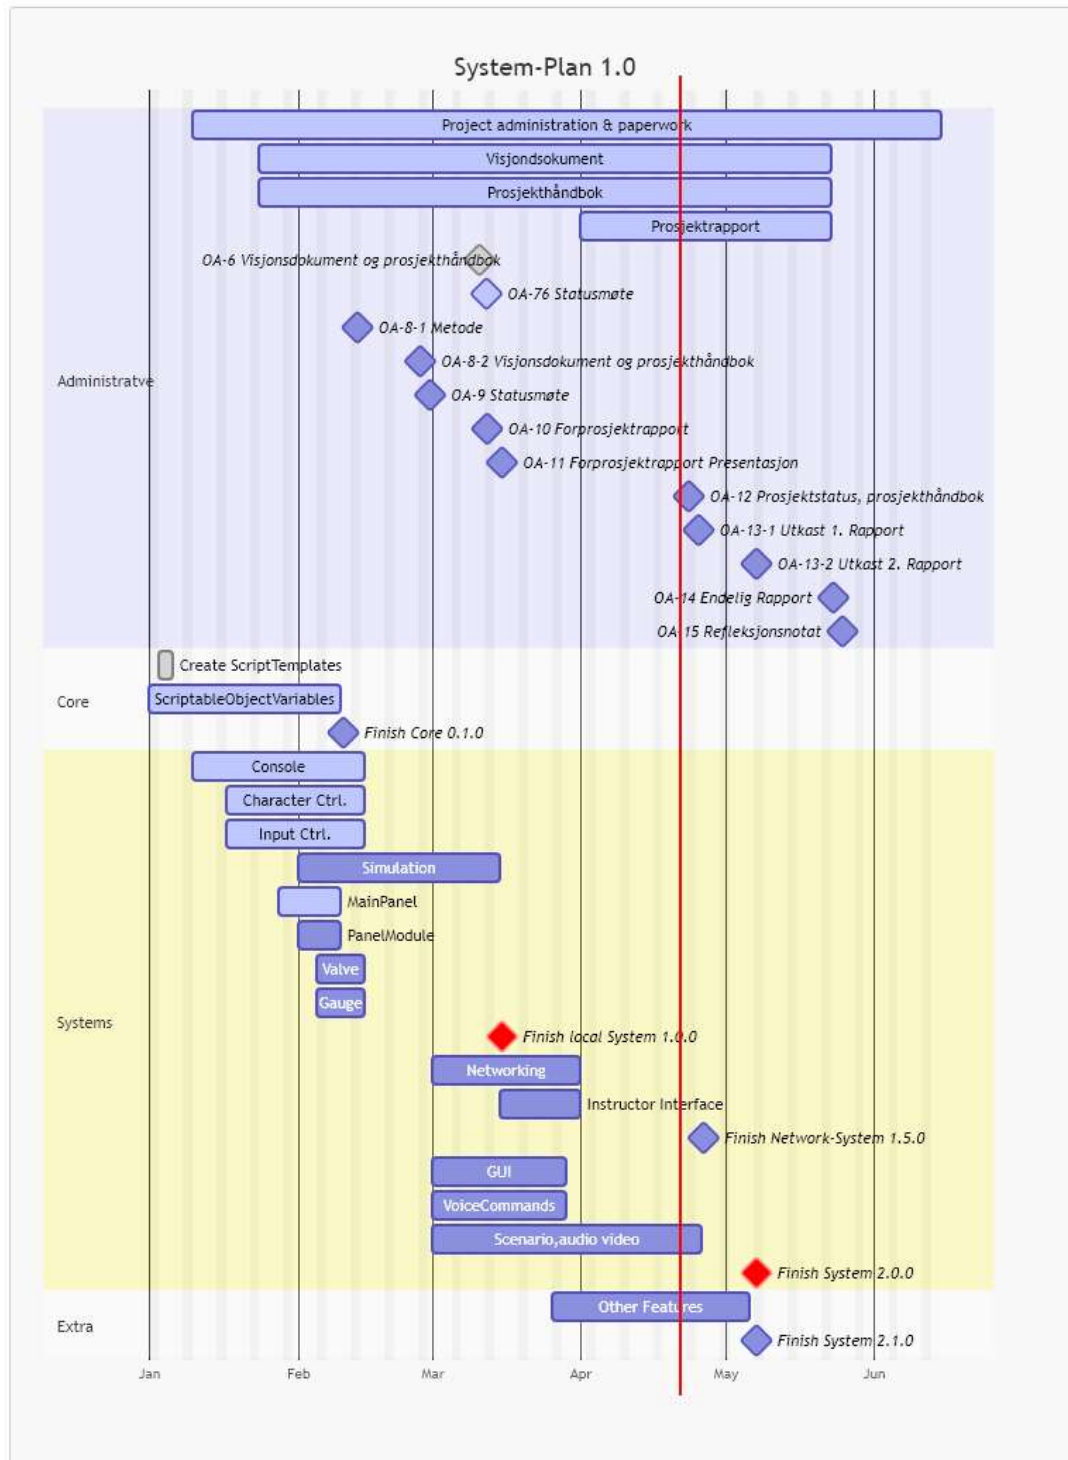 System-Plan 1.0
Project administration & paperwork
Visjondsokument
Prosjekthåndbok
Prosjektrapport
OA-6 Visjonsdokument og prosjekthåndbok
OA-76 Statusmøte
OA-8-1 Metode
OA-8-2 Visjonsdokument og prosjekthåndbok
Administratve
OA-9 Statusmøte
OA-10 Forprosjektrapport
OA-11 Forprosjektrapport Presentasjon
OA-12 Prosjektstatus, prosjekthåndbok
OA-13-1 Utkast 1. Rapport
OA-13-2 Utkast 2. Rapport
OA-14 Endelig Rapport
OA-15 Refleksjonsnotat
Create ScriptTemplates
Core
ScriptableObjectVariables
Finish Core 0.1.0
Console
Character Ctrl.
Input Ctrl.
Simulation
MainPanel
PanelModule
Valve
Gauge
Systems
Finish local System 1.0.0
Networking
Instructor Interface
Finish Network-System 1.5.0
GUI
VoiceCommands
Scenario,audio video
Finish System 2.0.0
Other Features
Extra
Finish System 2.1.0
Jan Feb Mar Apr May Jun